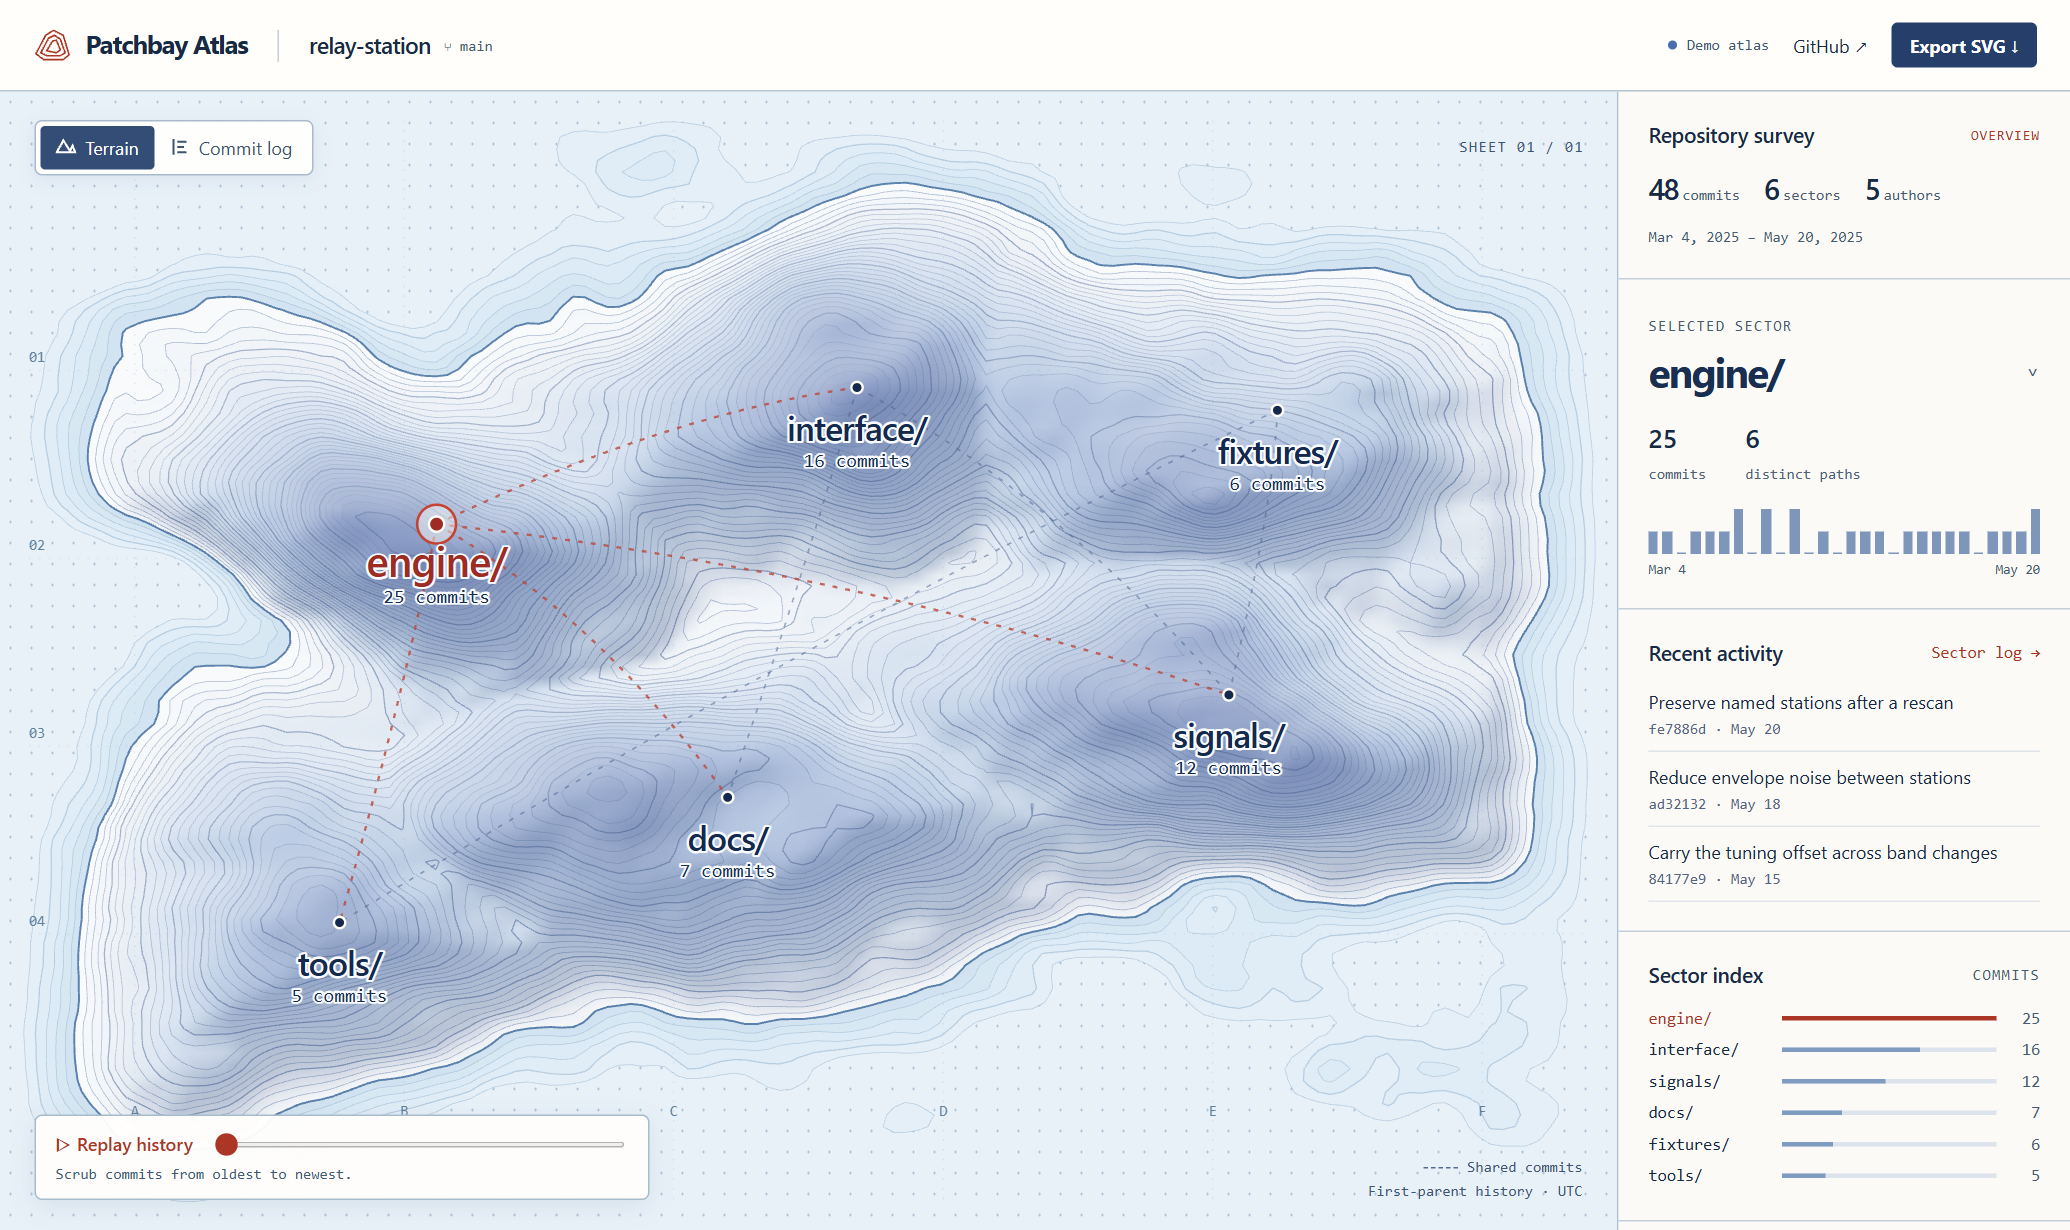 Patchbay Atlas
relay-station main
Demo atlas
GitHub ↗
Export SVG ↓
Terrain
Commit log
SHEET 01 / 01
01
02
03
04
A
B
C
D
E
F
interface/
16 commits
fixtures/
6 commits
engine/
25 commits
signals/
12 commits
docs/
7 commits
tools/
5 commits
Replay history
Scrub commits from oldest to newest.
----- Shared commits
First-parent history · UTC
Repository survey
OVERVIEW
48 commits 6 sectors 5 authors
Mar 4, 2025 – May 20, 2025
SELECTED SECTOR
engine/
25 commits
6 distinct paths
Mar 4
May 20
Recent activity
Sector log →
Preserve named stations after a rescan
fe7886d · May 20
Reduce envelope noise between stations
ad32132 · May 18
Carry the tuning offset across band changes
84177e9 · May 15
Sector index
COMMITS
engine/ 25
interface/ 16
signals/ 12
docs/ 7
fixtures/ 6
tools/ 5